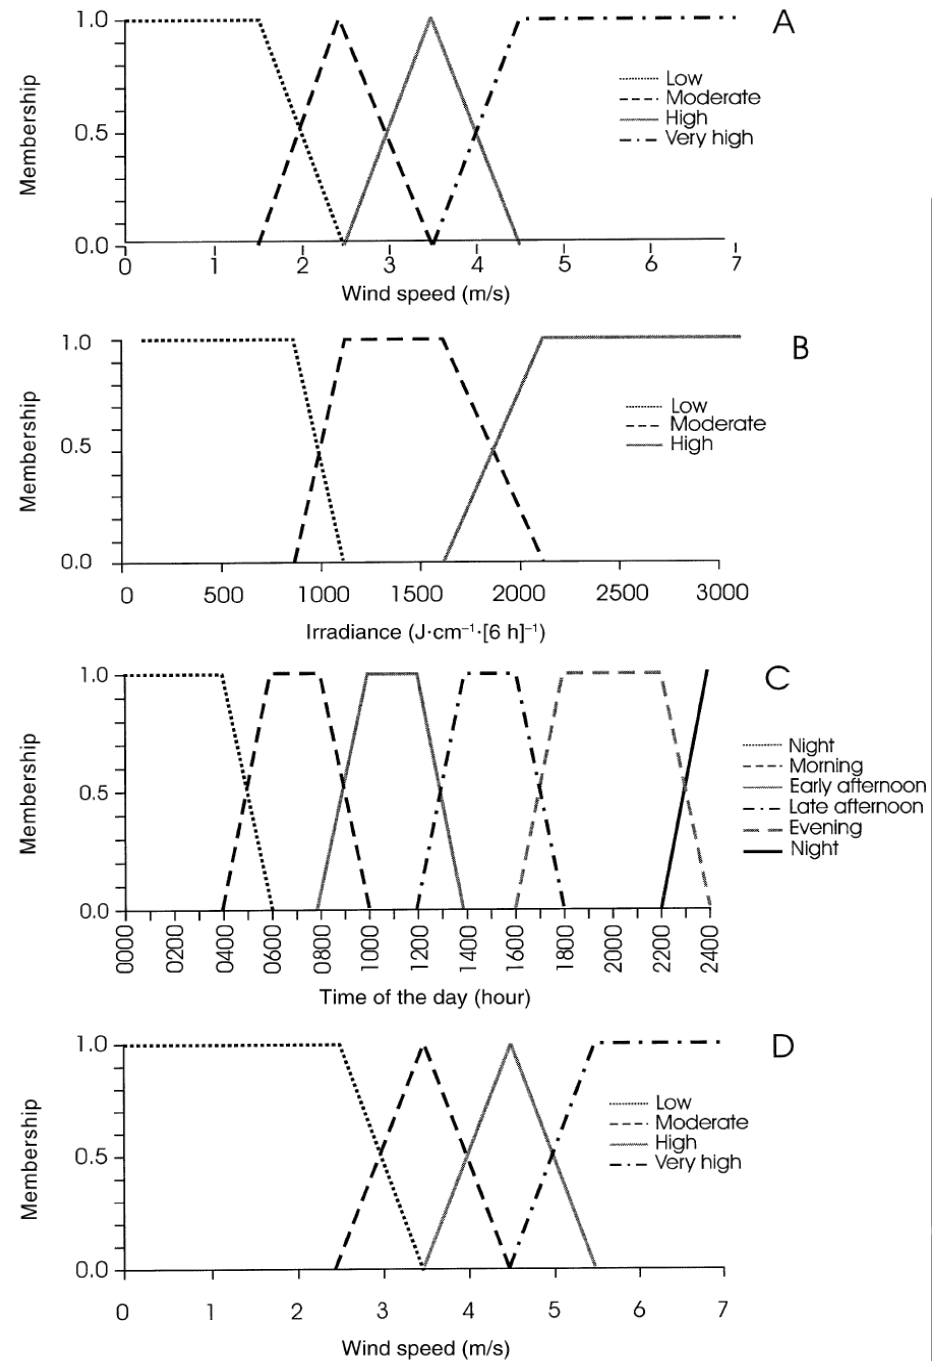 A
1.0
0.5
0.0
Membership
Low
Moderate
High
Very high
0 1 2 3 4 5 6 7
Wind speed (m/s)
B
1.0
0.5
0.0
Membership
Low
Moderate
High
0 500 1000 1500 2000 2500 3000
Irradiance (J·cm⁻¹·[6 h]⁻¹)
C
1.0
0.5
0.0
Membership
Night
Morning
Early afternoon
Late afternoon
Evening
Night
0000 0200 0400 0600 0800 1000 1200 1400 1600 1800 2000 2200 2400
Time of the day (hour)
D
1.0
0.5
0.0
Membership
Low
Moderate
High
Very high
0 1 2 3 4 5 6 7
Wind speed (m/s)